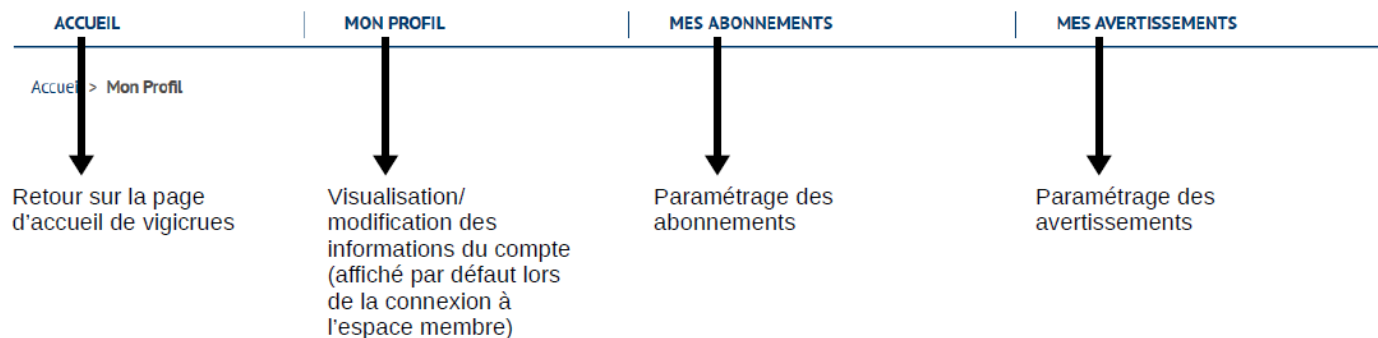 ACCUEIL
MON PROFIL
MES ABONNEMENTS
MES AVERTISSEMENTS
Accueil > Mon Profil
Retour sur la page
d'accueil de vigicrues
Visualisation/
modification des
informations du compte
(affiché par défaut lors
de la connexion à
l'espace membre)
Paramétrage des
abonnements
Paramétrage des
avertissements